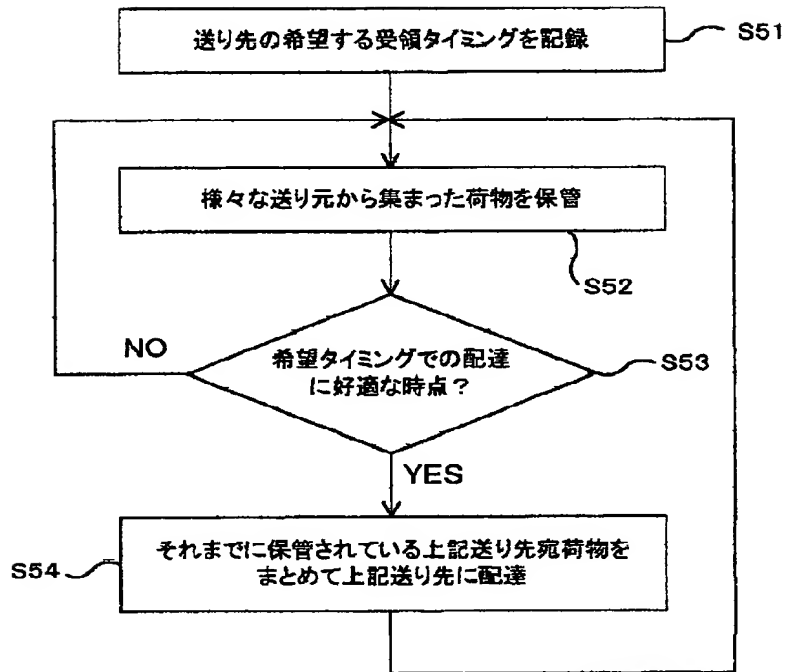 送り先の希望する受領タイミングを記録
S51
様々な送り元から集まった荷物を保管
S52
NO
希望タイミングでの配達
に好適な時点？
S53
YES
それまでに保管されている上記送り先宛荷物を
まとめて上記送り先に配達
S54